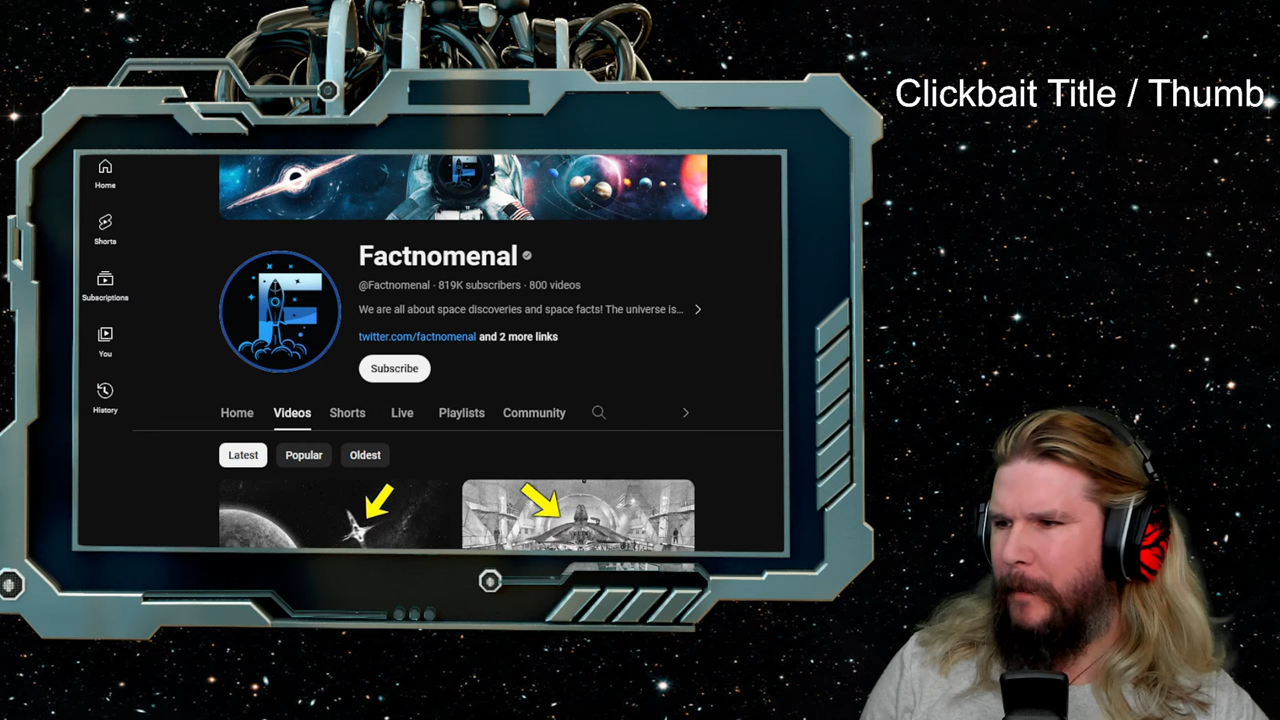 Clickbait Title / Thumb
Home
Shorts
Subscriptions
You
History
Factnomenal
@Factnomenal · 819K subscribers · 800 videos
We are all about space discoveries and space facts! The universe is...
twitter.com/factnomenal and 2 more links
Subscribe
Home Videos Shorts Live Playlists Community
Latest Popular Oldest